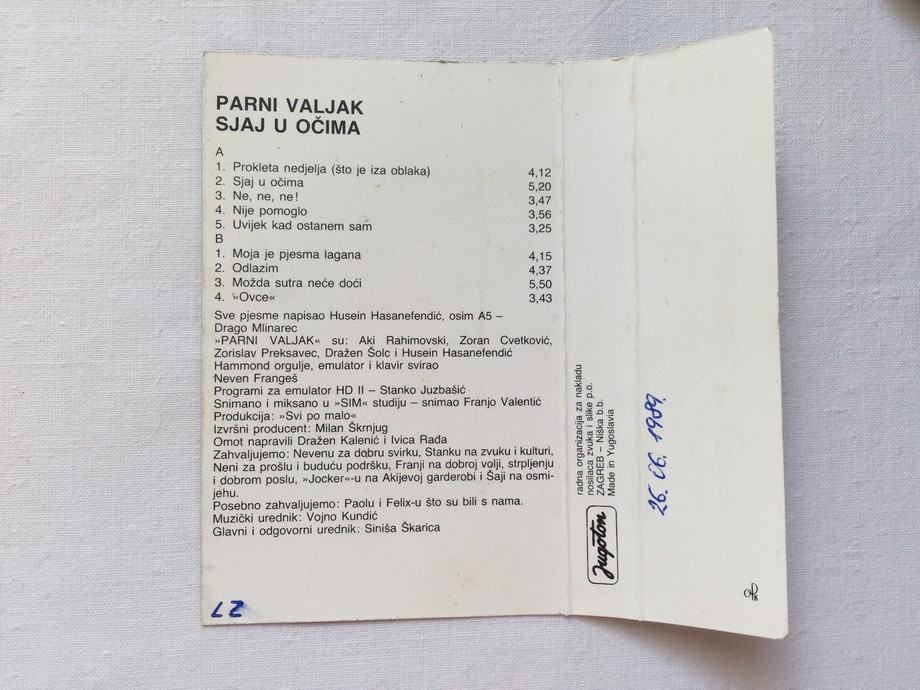 PARNI VALJAK
SJAJ U OČIMA
A
1. Prokleta nedjelja (što je iza oblaka) 4,12
2. Sjaj u očima 5,20
3. Ne, ne, ne! 3,47
4. Nije pomoglo 3,56
5. Uvijek kad ostanem sam 3,25
B
1. Moja je pjesma lagana 4,15
2. Odlazim 4,37
3. Možda sutra neće doći 5,50
4. »Ovce« 3,43
Sve pjesme napisao Husein Hasanefendić, osim A5 –
Drago Mlinarec
»PARNI VALJAK« su: Aki Rahimovski, Zoran Cvetković,
Zorislav Preksavec, Dražen Šolc i Husein Hasanefendić
Hammond orgulje, emulator i klavir svirao
Neven Frangeš
Programi za emulator HD II – Stanko Juzbašić
Snimano i miksano u »SIM« studiju – snimao Franjo Valentić
Produkcija: »Svi po malo«
Izvršni producent: Milan Škrnjug
Omot napravili Dražen Kalenić i Ivica Rađa
Zahvaljujemo: Nevenu za dobru svirku, Stanku na zvuku i kulturi,
Neni za prošlu i buduću podršku, Franji na dobroj volji, strpljenju
i dobrom poslu, »Jocker«-u na Akijevoj garderobi i Šaji na osmi-
jehu.
Posebno zahvaljujemo: Paolu i Felix-u što su bili s nama.
Muzički urednik: Vojno Kundić
Glavni i odgovorni urednik: Siniša Škarica
LZ
Jugoton
radna organizacija za nakladu
nosilaca zvuka i slike p.o.
ZAGREB – Niška b.b.
Made in Yugoslavia
26. 06. 1989.